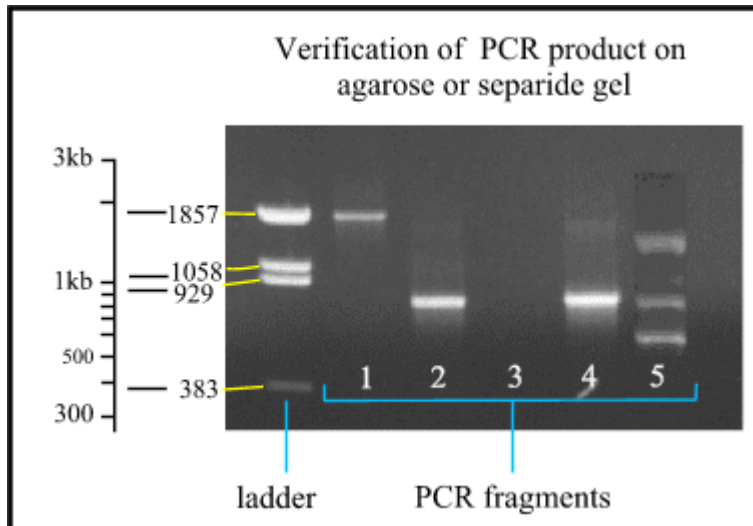 Verification of PCR product on
agarose or separide gel
3kb
1857
1058
1kb
929
500
383
300
1 2 3 4 5
ladder
PCR fragments